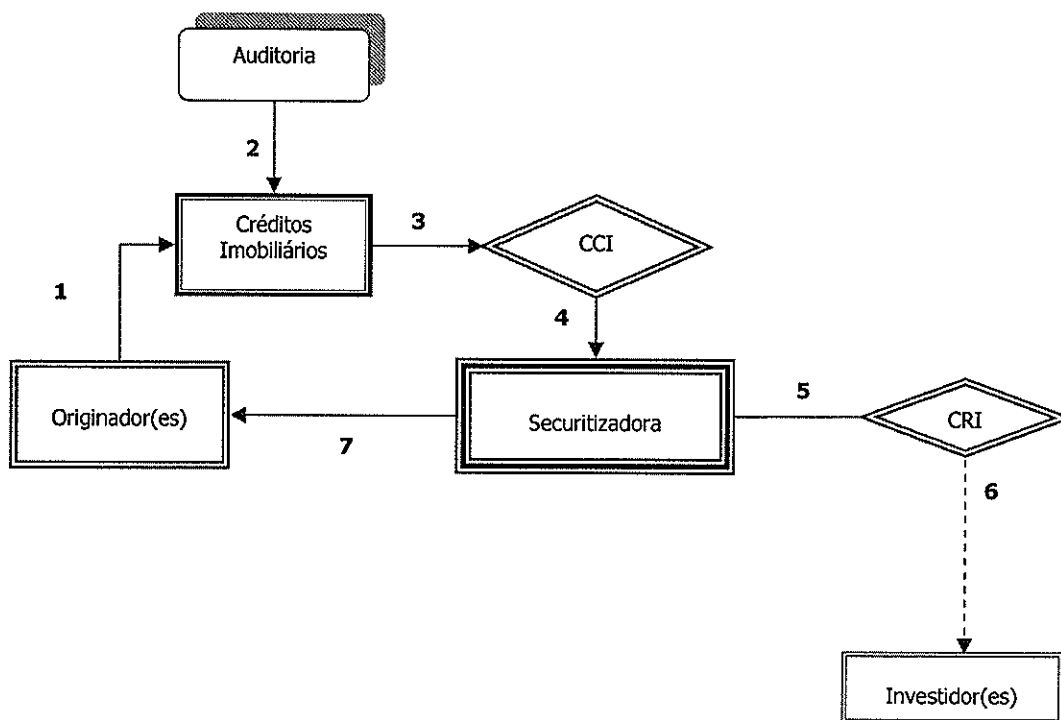 Auditoria
2
Créditos
Imobiliários
3
CCI
1
4
Originador(es)
7
Securitizadora
5
CRI
6
Investidor(es)